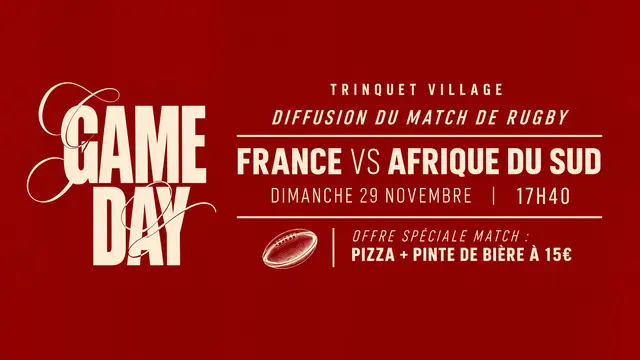 GAME
DAY
TRINQUET VILLAGE
DIFFUSION DU MATCH DE RUGBY
FRANCE VS AFRIQUE DU SUD
DIMANCHE 29 NOVEMBRE | 17H40
OFFRE SPÉCIALE MATCH :
PIZZA + PINTE DE BIÈRE À 15€